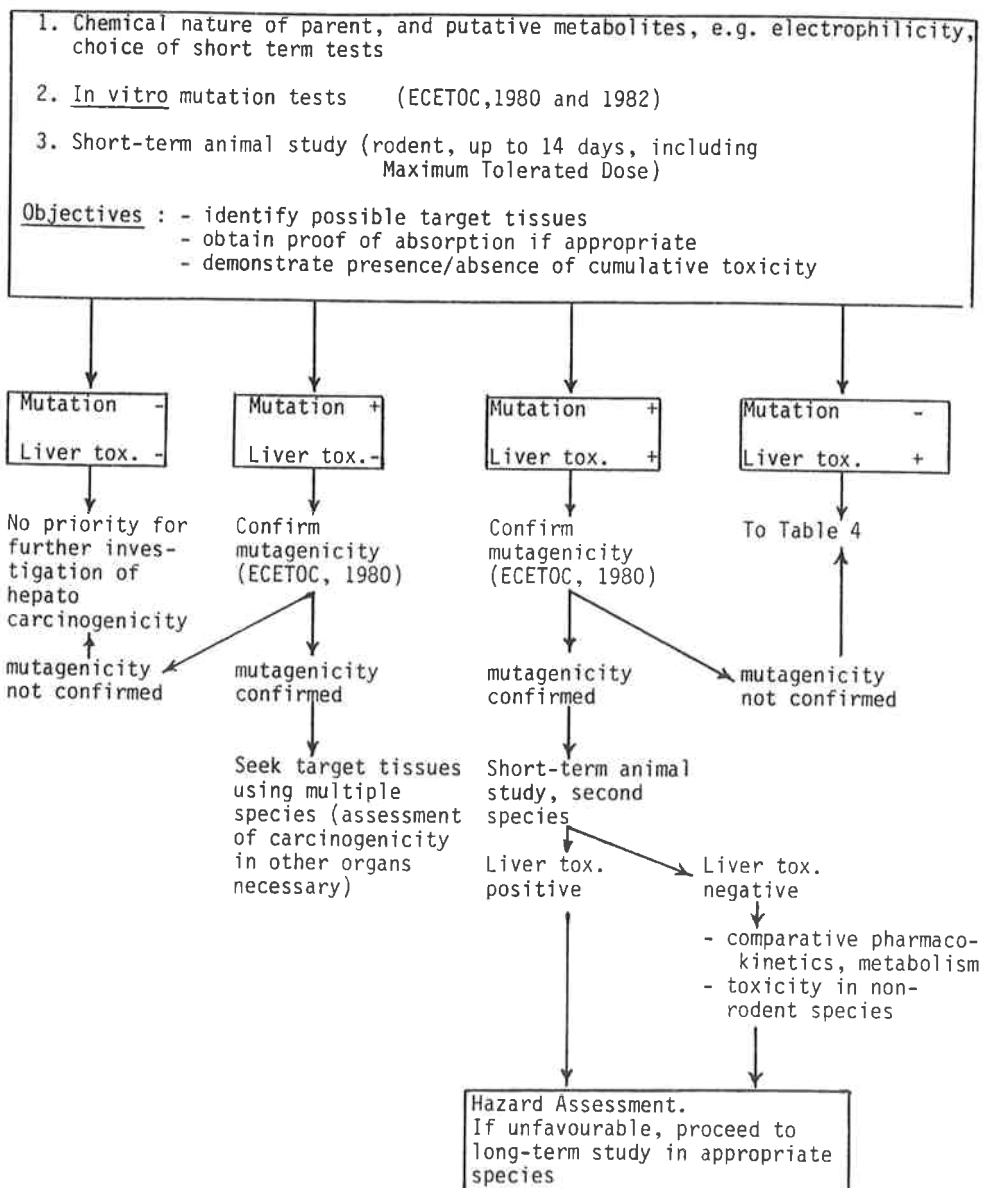 1. Chemical nature of parent, and putative metabolites, e.g. electrophilicity,
choice of short term tests
2. In vitro mutation tests (ECETOC,1980 and 1982)
3. Short-term animal study (rodent, up to 14 days, including
Maximum Tolerated Dose)
Objectives : - identify possible target tissues
- obtain proof of absorption if appropriate
- demonstrate presence/absence of cumulative toxicity
Mutation -
Liver tox. -
Mutation +
Liver tox.-
Mutation +
Liver tox. +
Mutation -
Liver tox. +
No priority for
further inves-
tigation of
hepato
carcinogenicity
Confirm
mutagenicity
(ECETOC, 1980)
Confirm
mutagenicity
(ECETOC, 1980)
To Table 4
mutagenicity
not confirmed
mutagenicity
confirmed
mutagenicity
confirmed
mutagenicity
not confirmed
Seek target tissues
using multiple
species (assessment
of carcinogenicity
in other organs
necessary)
Short-term animal
study, second
species
Liver tox.
positive
Liver tox.
negative
- comparative pharmaco-
kinetics, metabolism
- toxicity in non-
rodent species
Hazard Assessment.
If unfavourable, proceed to
long-term study in appropriate
species